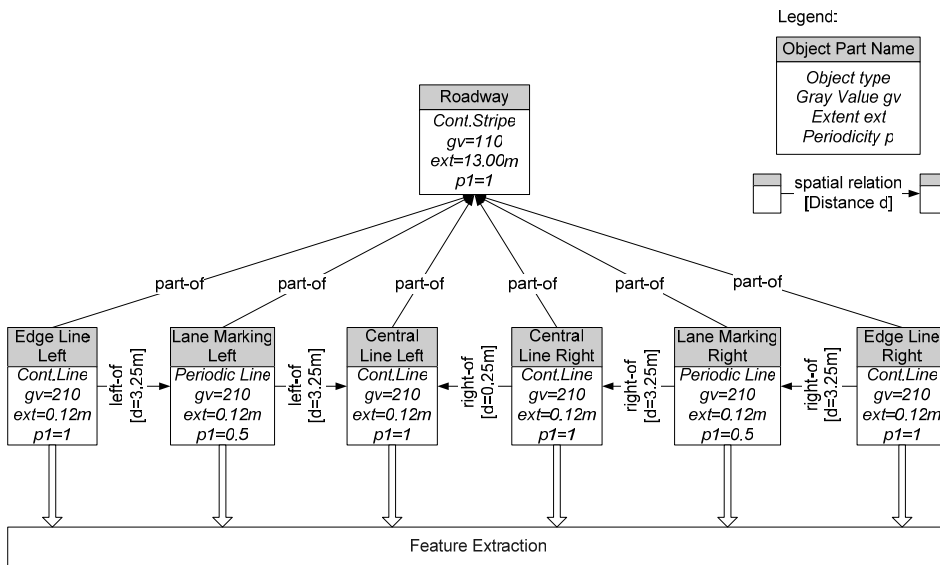 Legend:
Object Part Name
Object type
Gray Value gv
Extent ext
Periodicity p
spatial relation
[Distance d]
Roadway
Cont.Stripe
gv=110
ext=13.00m
p1=1
part-of
part-of
part-of
part-of
part-of
part-of
Edge Line
Left
Cont.Line
gv=210
ext=0.12m
p1=1
left-of
[d=3,25m]
Lane Marking
Left
Periodic Line
gv=210
ext=0.12m
p1=0.5
left-of
[d=3,25m]
Central
Line Left
Cont.Line
gv=210
ext=0.12m
p1=1
right-of
[d=0,25m]
Central
Line Right
Cont.Line
gv=210
ext=0.12m
p1=1
right-of
[d=3.25m]
Lane Marking
Right
Periodic Line
gv=210
ext=0.12m
p1=0.5
right-of
[d=3.25m]
Edge Line
Right
Cont.Line
gv=210
ext=0.12m
p1=1
Feature Extraction